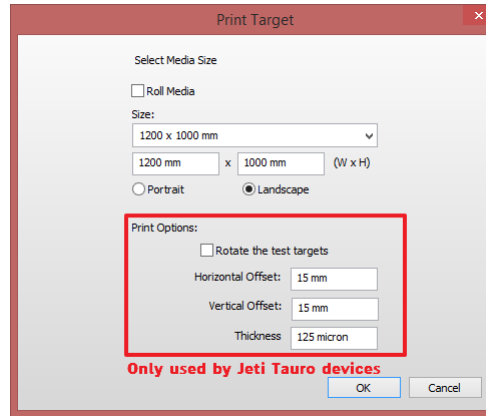 Print Target
Select Media Size
Roll Media
Size:
1200 x 1000 mm
1200 mm x 1000 mm (W x H)
Portrait Landscape
Print Options:
Rotate the test targets
Horizontal Offset: 15 mm
Vertical Offset: 15 mm
Thickness 125 micron
Only used by Jeti Tauro devices
OK Cancel